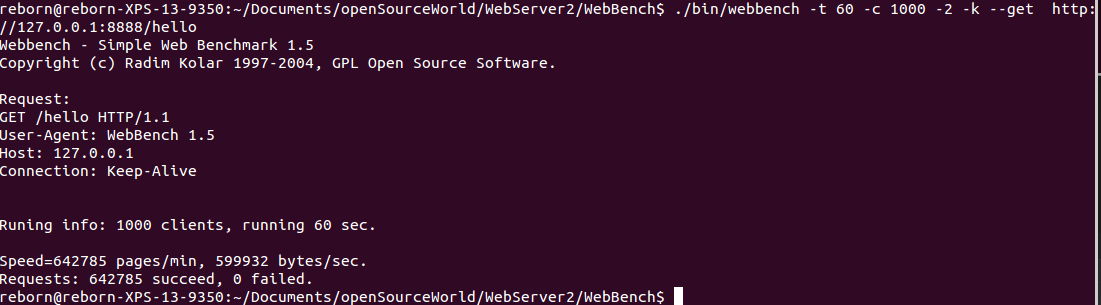 reborn@reborn-XPS-13-9350:~/Documents/openSourceWorld/WebServer2/WebBench$ ./bin/webbench -t 60 -c 1000 -2 -k --get  http:
//127.0.0.1:8888/hello
Webbench - Simple Web Benchmark 1.5
Copyright (c) Radim Kolar 1997-2004, GPL Open Source Software.
Request:
GET /hello HTTP/1.1
User-Agent: WebBench 1.5
Host: 127.0.0.1
Connection: Keep-Alive
Runing info: 1000 clients, running 60 sec.
Speed=642785 pages/min, 599932 bytes/sec.
Requests: 642785 succeed, 0 failed.
reborn@reborn-XPS-13-9350:~/Documents/openSourceWorld/WebServer2/WebBench$